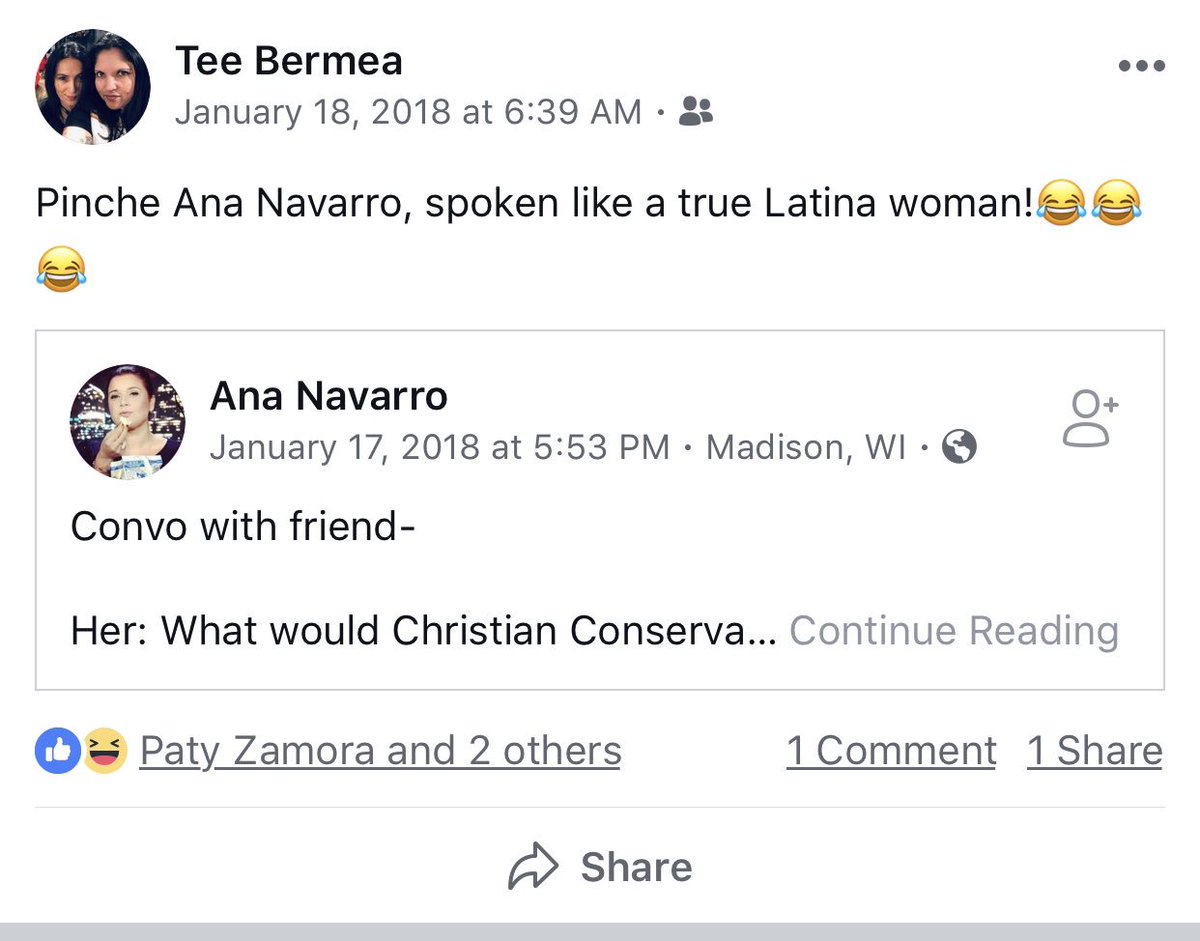 Tee Bermea
January 18, 2018 at 6:39 AM ·
Pinche Ana Navarro, spoken like a true Latina woman!😂😂
😂
Ana Navarro
January 17, 2018 at 5:53 PM · Madison, WI ·
Convo with friend-
Her: What would Christian Conserva... Continue Reading
Paty Zamora and 2 others 1 Comment 1 Share
Share